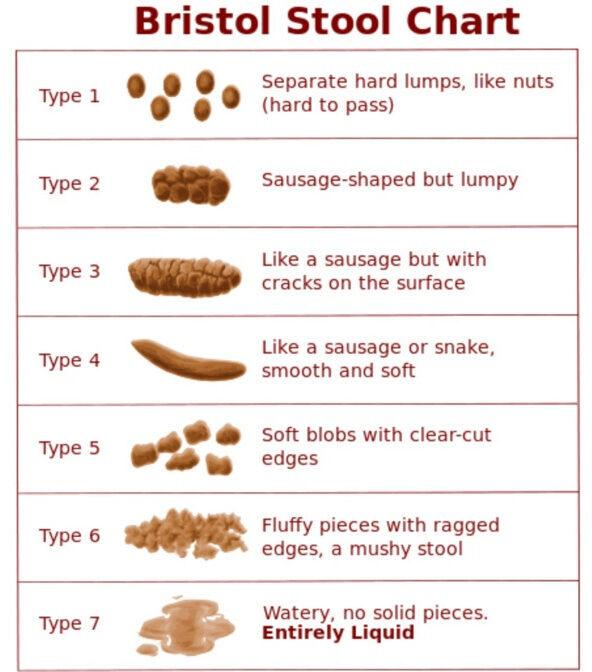 Bristol Stool Chart
Type 1
Separate hard lumps, like nuts
(hard to pass)
Type 2
Sausage-shaped but lumpy
Type 3
Like a sausage but with
cracks on the surface
Type 4
Like a sausage or snake,
smooth and soft
Type 5
Soft blobs with clear-cut
edges
Type 6
Fluffy pieces with ragged
edges, a mushy stool
Type 7
Watery, no solid pieces.
Entirely Liquid